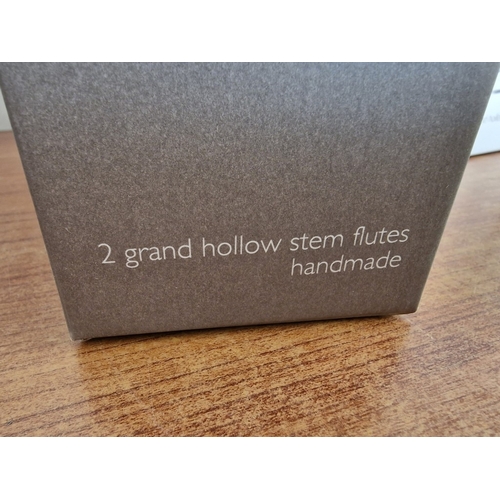 2 grand hollow stem flutes
handmade